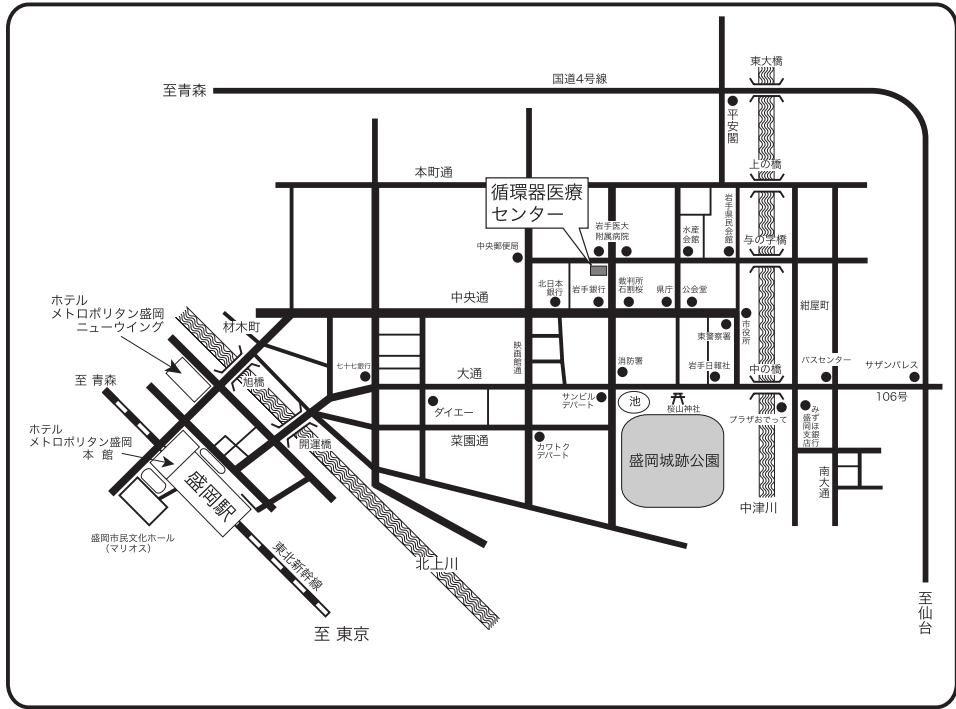 東大橋
国道4号線
至青森
平安閣
上の橋
本町通
循環器医療
センター
岩手医大
附属病院
水産
会館
岩手県民会館
与の字橋
中央郵便局
北日本
銀行
岩手銀行
裁判所
石割桜
県庁
公会堂
紺屋町
中央通
市役所
ホテル
メトロポリタン盛岡
ニューウイング
材木町
東警察署
映画館通
消防署
岩手日報社
中の橋
バスセンター
サザンパレス
七十七銀行
大通
旭橋
至 青森
106号
サンビル
デパート
池
桜山神社
プラザおでって
みずほ銀行
盛岡支店
ダイエー
開運橋
菜園通
カワトク
デパート
ホテル
メトロポリタン盛岡
本 館
盛岡城跡公園
南大通
盛岡駅
中津川
盛岡市民文化ホール
(マリオス)
東北新幹線
北上川
至 東京
至仙台